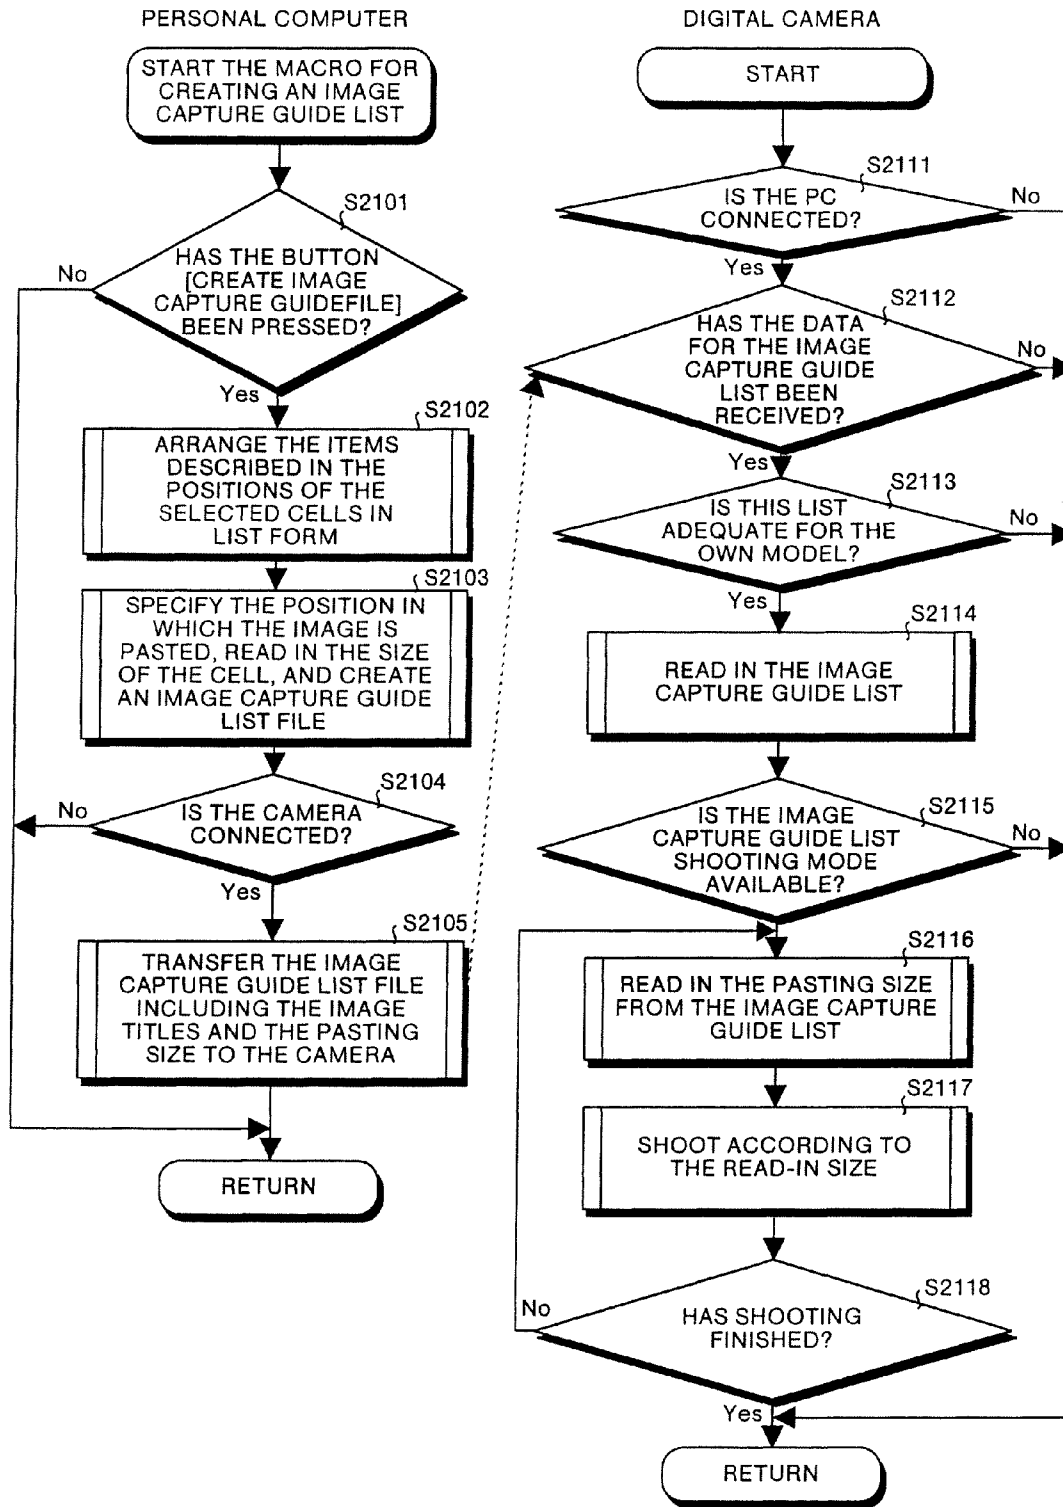 PERSONAL COMPUTER
START THE MACRO FOR
CREATING AN IMAGE
CAPTURE GUIDE LIST
S2101
HAS THE BUTTON
[CREATE IMAGE
CAPTURE GUIDEFILE]
BEEN PRESSED?
No
Yes
S2102
ARRANGE THE ITEMS
DESCRIBED IN THE
POSITIONS OF THE
SELECTED CELLS IN
LIST FORM
S2103
SPECIFY THE POSITION IN
WHICH THE IMAGE IS
PASTED, READ IN THE SIZE
OF THE CELL, AND CREATE
AN IMAGE CAPTURE GUIDE
LIST FILE
S2104
IS THE CAMERA
CONNECTED?
No
Yes
S2105
TRANSFER THE IMAGE
CAPTURE GUIDE LIST FILE
INCLUDING THE IMAGE
TITLES AND THE PASTING
SIZE TO THE CAMERA
RETURN
DIGITAL CAMERA
START
S2111
IS THE PC
CONNECTED?
No
Yes
S2112
HAS THE DATA
FOR THE IMAGE
CAPTURE GUIDE
LIST BEEN
RECEIVED?
No
Yes
S2113
IS THIS LIST
ADEQUATE FOR THE
OWN MODEL?
No
Yes
S2114
READ IN THE IMAGE
CAPTURE GUIDE LIST
S2115
IS THE IMAGE
CAPTURE GUIDE LIST
SHOOTING MODE
AVAILABLE?
No
S2116
READ IN THE PASTING SIZE
FROM THE IMAGE CAPTURE
GUIDE LIST
S2117
SHOOT ACCORDING TO
THE READ-IN SIZE
S2118
HAS SHOOTING
FINISHED?
No
Yes
RETURN